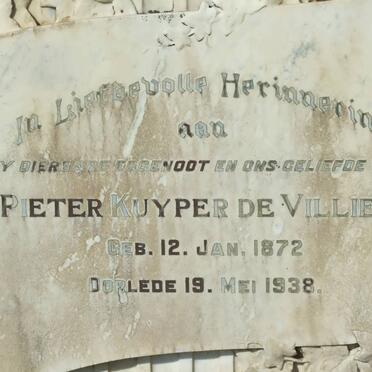 In Liefdevolle Herinnerin
aan
Y DIERBARE EGGENOOT EN ONS GELIEFDE
PIETER KUYPER DE VILLIE
GEB. 12. JAN. 1872
OORLEDE 19. MEI 1938.